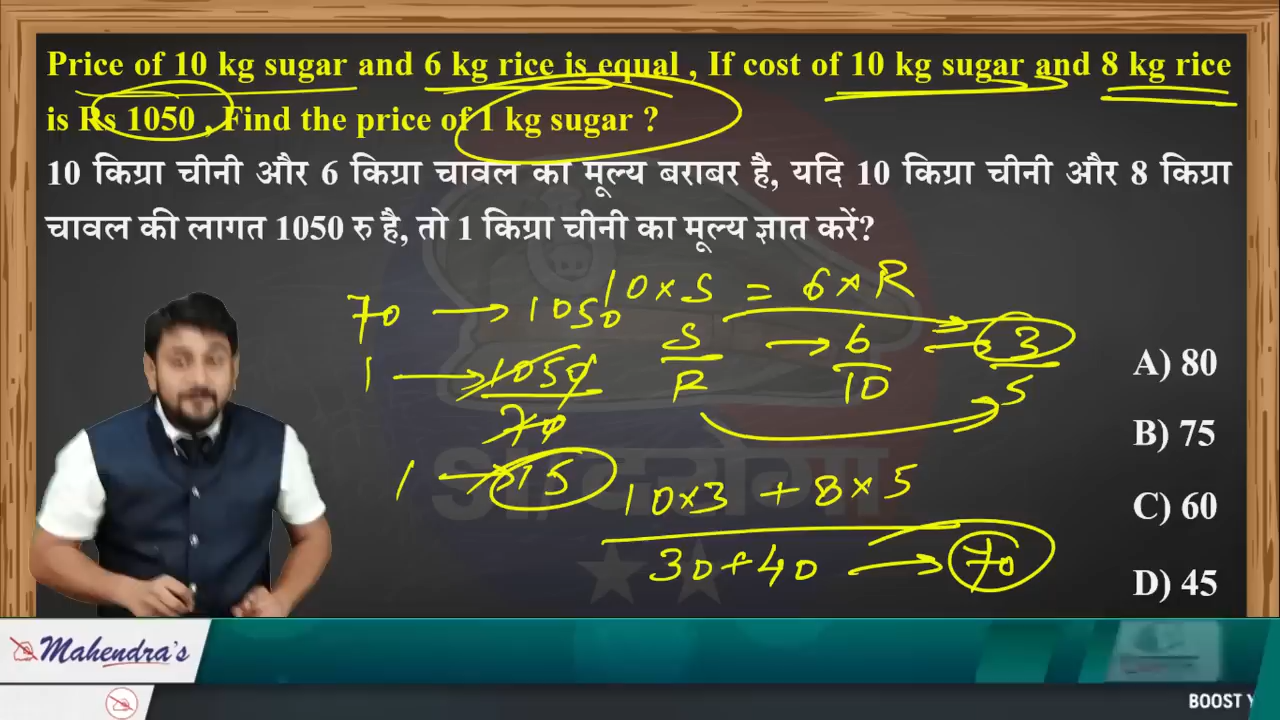 Price of 10 kg sugar and 6 kg rice is equal , If cost of 10 kg sugar and 8 kg rice
is Rs 1050 , Find the price of 1 kg sugar ?
10 किग्रा चीनी और 6 किग्रा चावल का मूल्य बराबर है, यदि 10 किग्रा चीनी और 8 किग्रा
चावल की लागत 1050 रु है, तो 1 किग्रा चीनी का मूल्य ज्ञात करें?
70 → 1050
1 → 1050
70
1 → 15
10×S = 6×R
S → 6 → 3
R 10 5
10×3 + 8×5
30+40 → 70
A) 80
B) 75
C) 60
D) 45
Mahendra's
BOOST Y